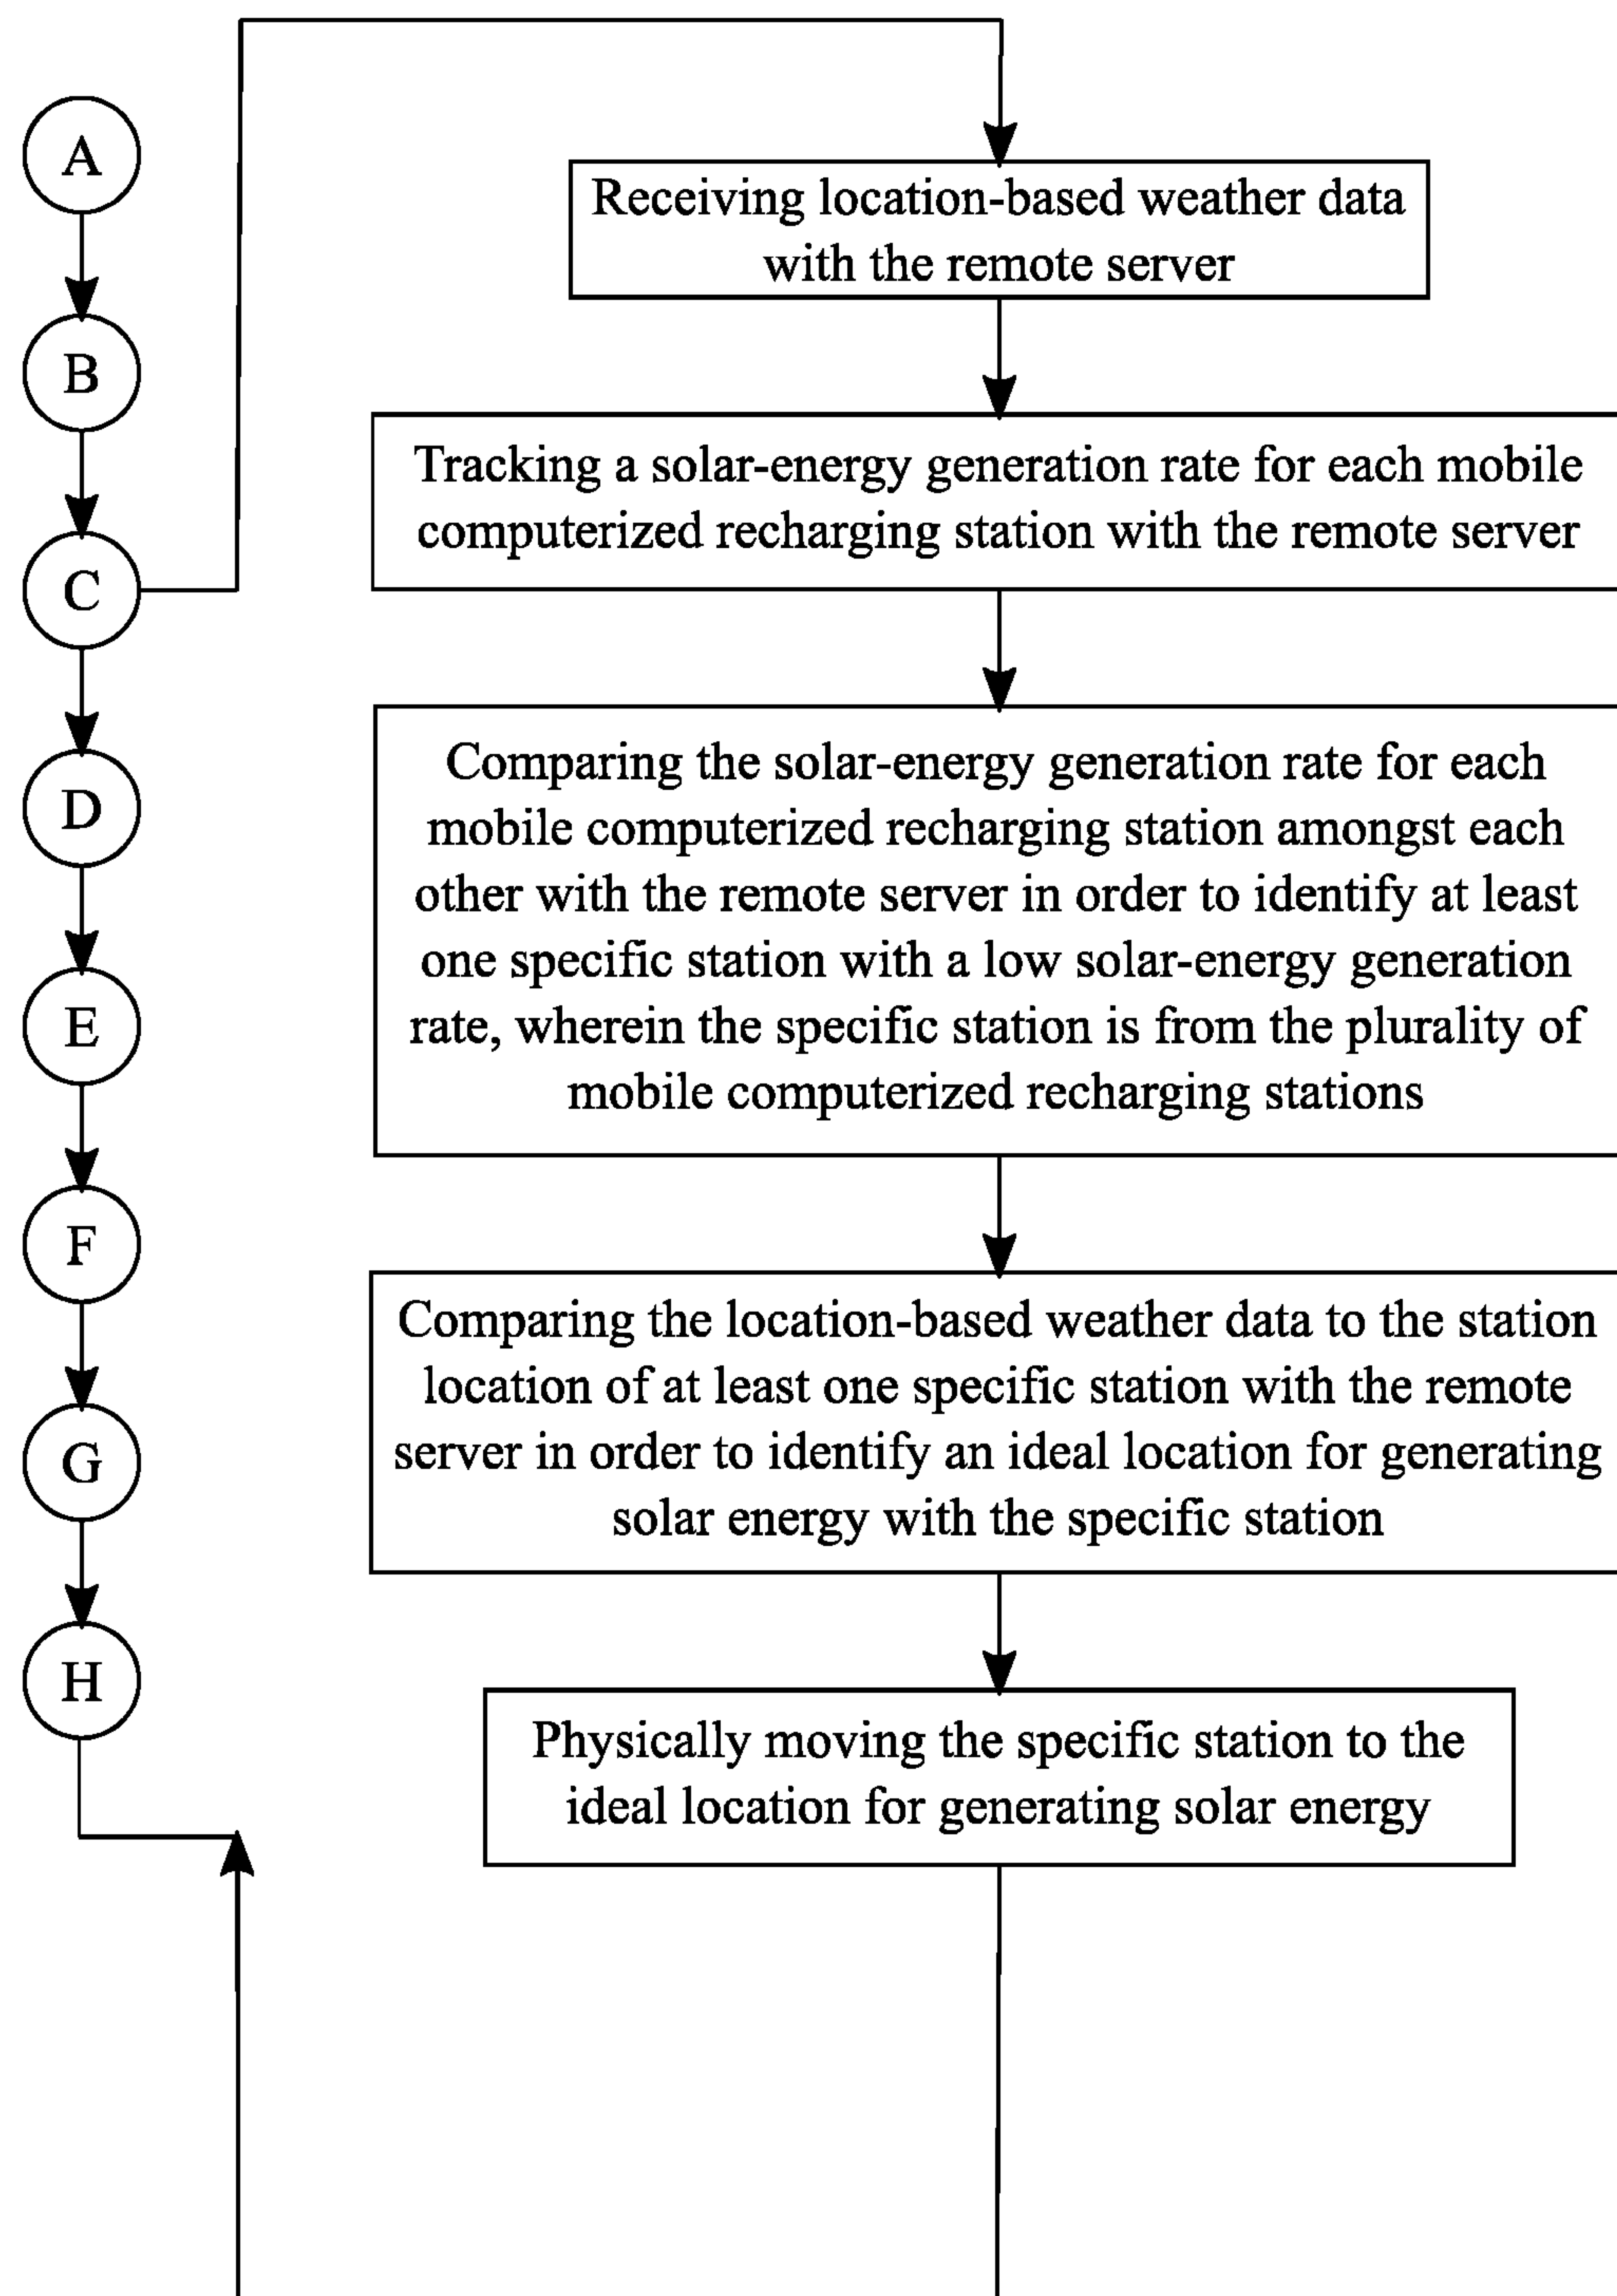 A
B
C
D
E
F
G
H
Receiving location-based weather data
with the remote server
Tracking a solar-energy generation rate for each mobile
computerized recharging station with the remote server
Comparing the solar-energy generation rate for each
mobile computerized recharging station amongst each
other with the remote server in order to identify at least
one specific station with a low solar-energy generation
rate, wherein the specific station is from the plurality of
mobile computerized recharging stations
Comparing the location-based weather data to the station
location of at least one specific station with the remote
server in order to identify an ideal location for generating
solar energy with the specific station
Physically moving the specific station to the
ideal location for generating solar energy